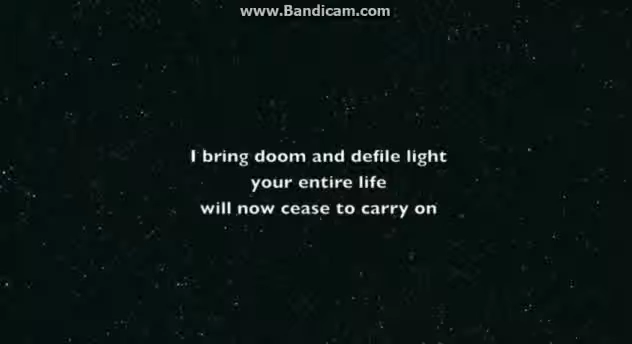 www.Bandicam.com
I bring doom and defile light
your entire life
will now cease to carry on